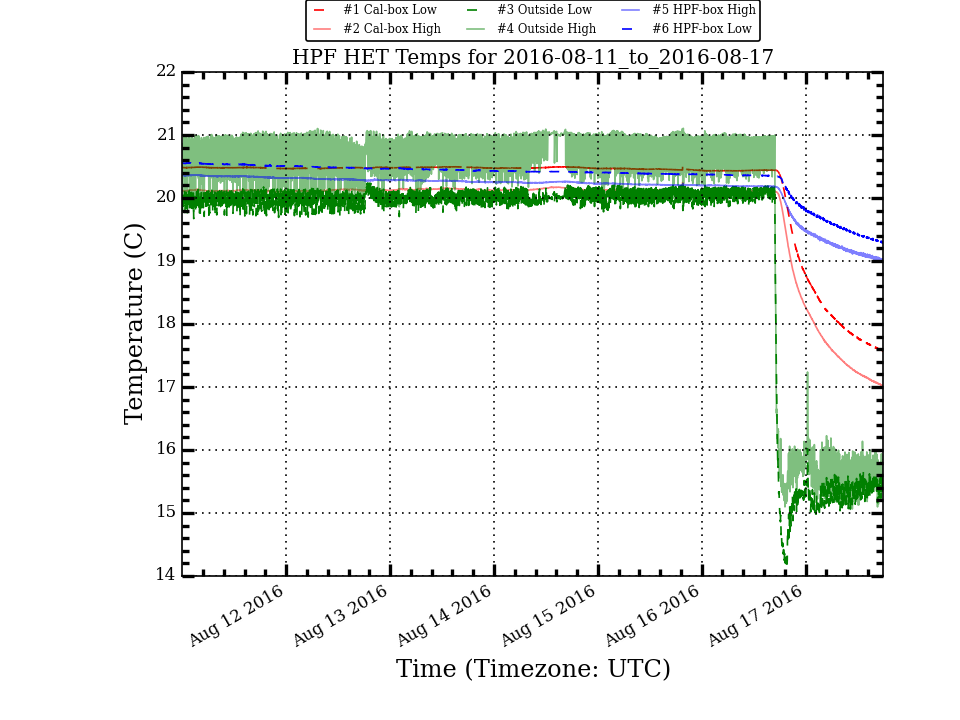 #1 Cal-box Low #3 Outside Low #5 HPF-box High
#2 Cal-box High #4 Outside High #6 HPF-box Low
HPF HET Temps for 2016-08-11_to_2016-08-17
22
21
20
19
18
17
16
15
14
Temperature (C)
Aug 12 2016
Aug 13 2016
Aug 14 2016
Aug 15 2016
Aug 16 2016
Aug 17 2016
Time (Timezone: UTC)